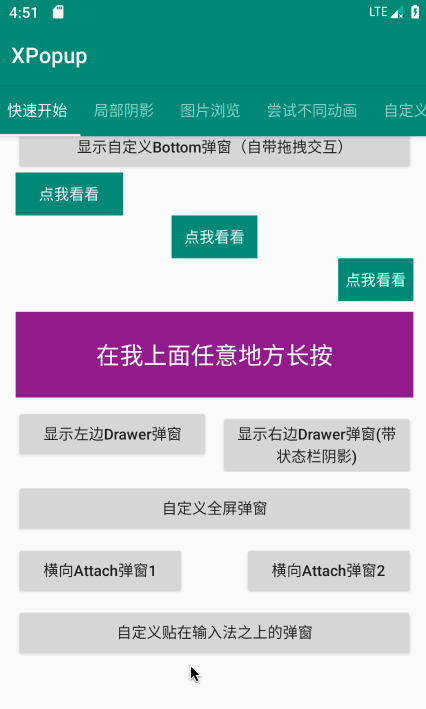 4:51 LTE
XPopup
快速开始 局部阴影 图片浏览 尝试不同动画 自定义
显示自定义Bottom弹窗（自带拖拽交互）
点我看看
点我看看
点我看看
在我上面任意地方长按
显示左边Drawer弹窗
显示右边Drawer弹窗(带
状态栏阴影)
自定义全屏弹窗
横向Attach弹窗1 横向Attach弹窗2
自定义贴在输入法之上的弹窗